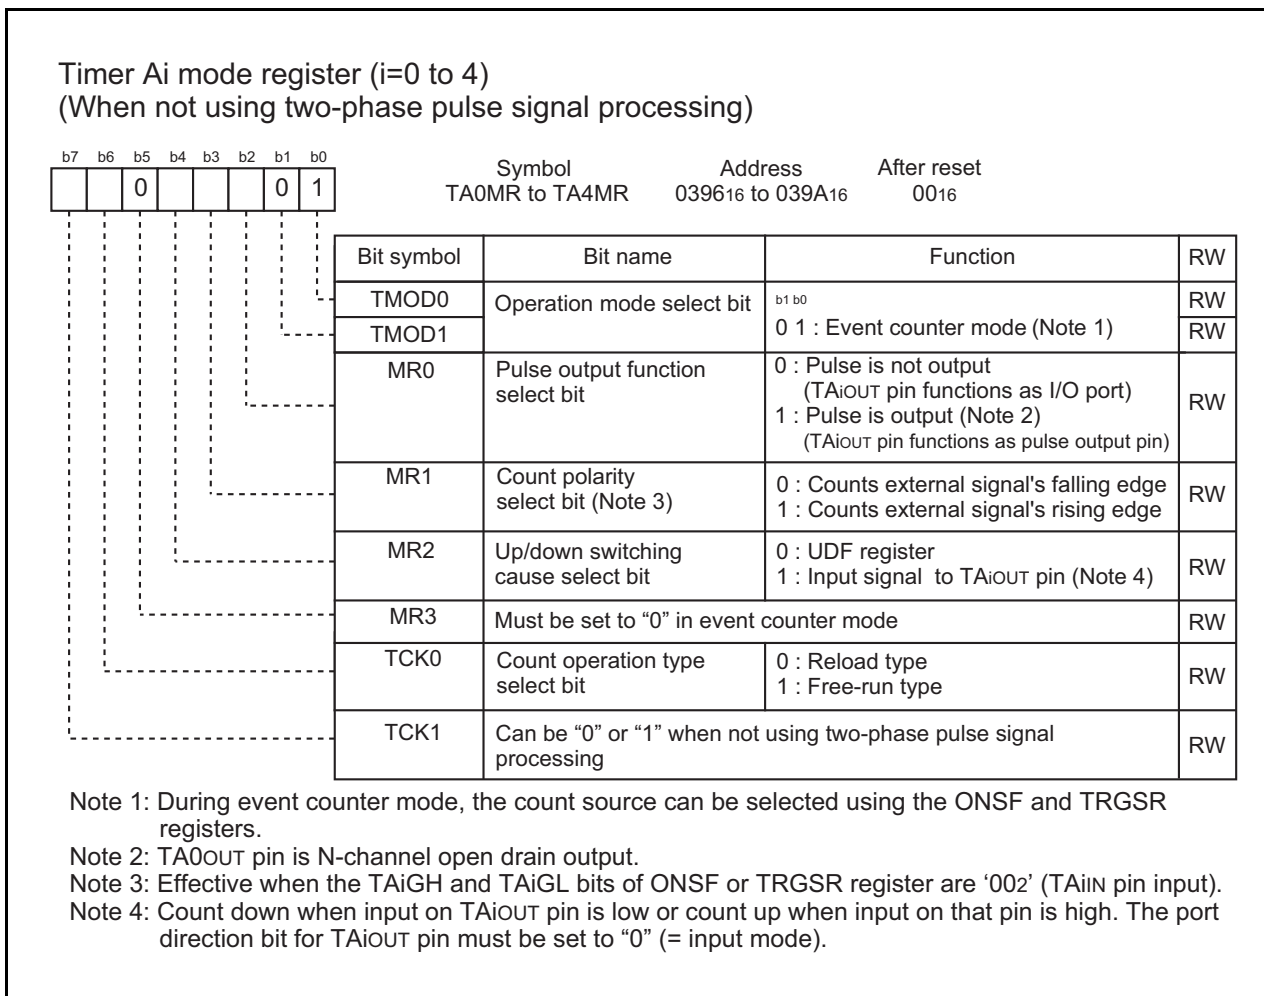 Timer Ai mode register (i=0 to 4)
(When not using two-phase pulse signal processing)
b7 b6 b5 b4 b3 b2 b1 b0
0 0 1
Symbol Address After reset
TA0MR to TA4MR 039616 to 039A16 0016
Bit symbol Bit name Function RW
TMOD0 Operation mode select bit b1 b0 RW
TMOD1 0 1 : Event counter mode (Note 1) RW
MR0 Pulse output function 0 : Pulse is not output
select bit (TAiOUT pin functions as I/O port) RW
1 : Pulse is output (Note 2)
(TAiOUT pin functions as pulse output pin)
MR1 Count polarity 0 : Counts external signal's falling edge RW
select bit (Note 3) 1 : Counts external signal's rising edge
MR2 Up/down switching 0 : UDF register RW
cause select bit 1 : Input signal to TAiOUT pin (Note 4)
MR3 Must be set to “0” in event counter mode RW
TCK0 Count operation type 0 : Reload type RW
select bit 1 : Free-run type
TCK1 Can be “0” or “1” when not using two-phase pulse signal RW
processing
Note 1: During event counter mode, the count source can be selected using the ONSF and TRGSR
registers.
Note 2: TA0OUT pin is N-channel open drain output.
Note 3: Effective when the TAiGH and TAiGL bits of ONSF or TRGSR register are ‘002’ (TAiIN pin input).
Note 4: Count down when input on TAiOUT pin is low or count up when input on that pin is high. The port
direction bit for TAiOUT pin must be set to “0” (= input mode).